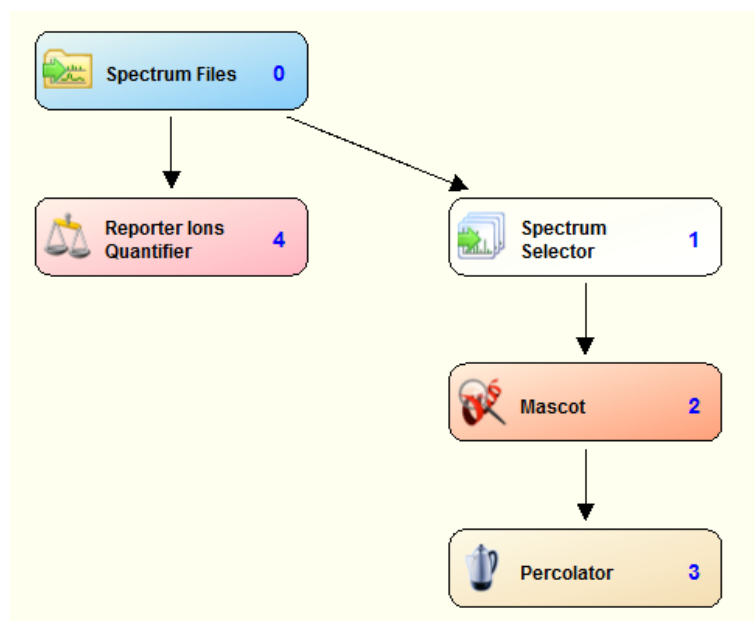 Spectrum Files 0
Reporter Ions
Quantifier
4
Spectrum
Selector
1
Mascot 2
Percolator 3